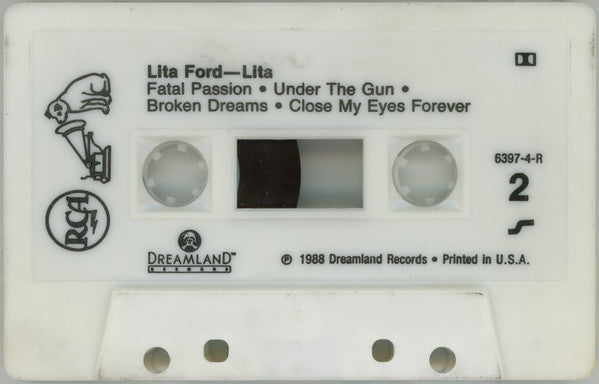 Lita Ford—Lita
Fatal Passion • Under The Gun •
Broken Dreams • Close My Eyes Forever
6397-4-R
2
RCA
DREAMLAND™
RECORDS
℗ 1988 Dreamland Records • Printed in U.S.A.